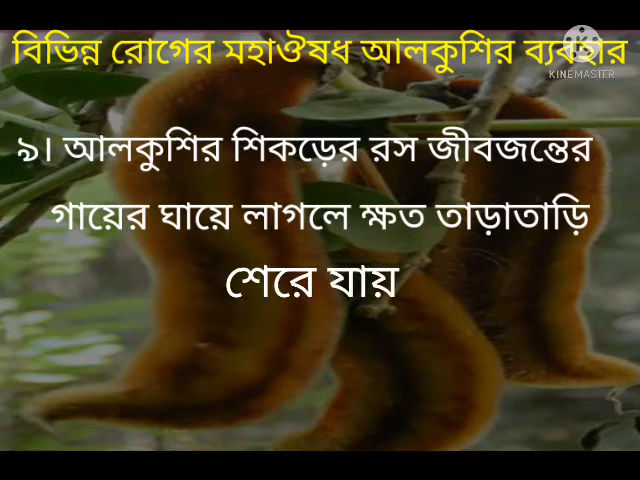 বিভিন্ন রোগের মহাঔষধ আলকুশির ব্যবহার
KINEMASTER
৯। আলকুশির শিকড়ের রস জীবজন্তের
গায়ের ঘায়ে লাগলে ক্ষত তাড়াতাড়ি
শেরে যায়